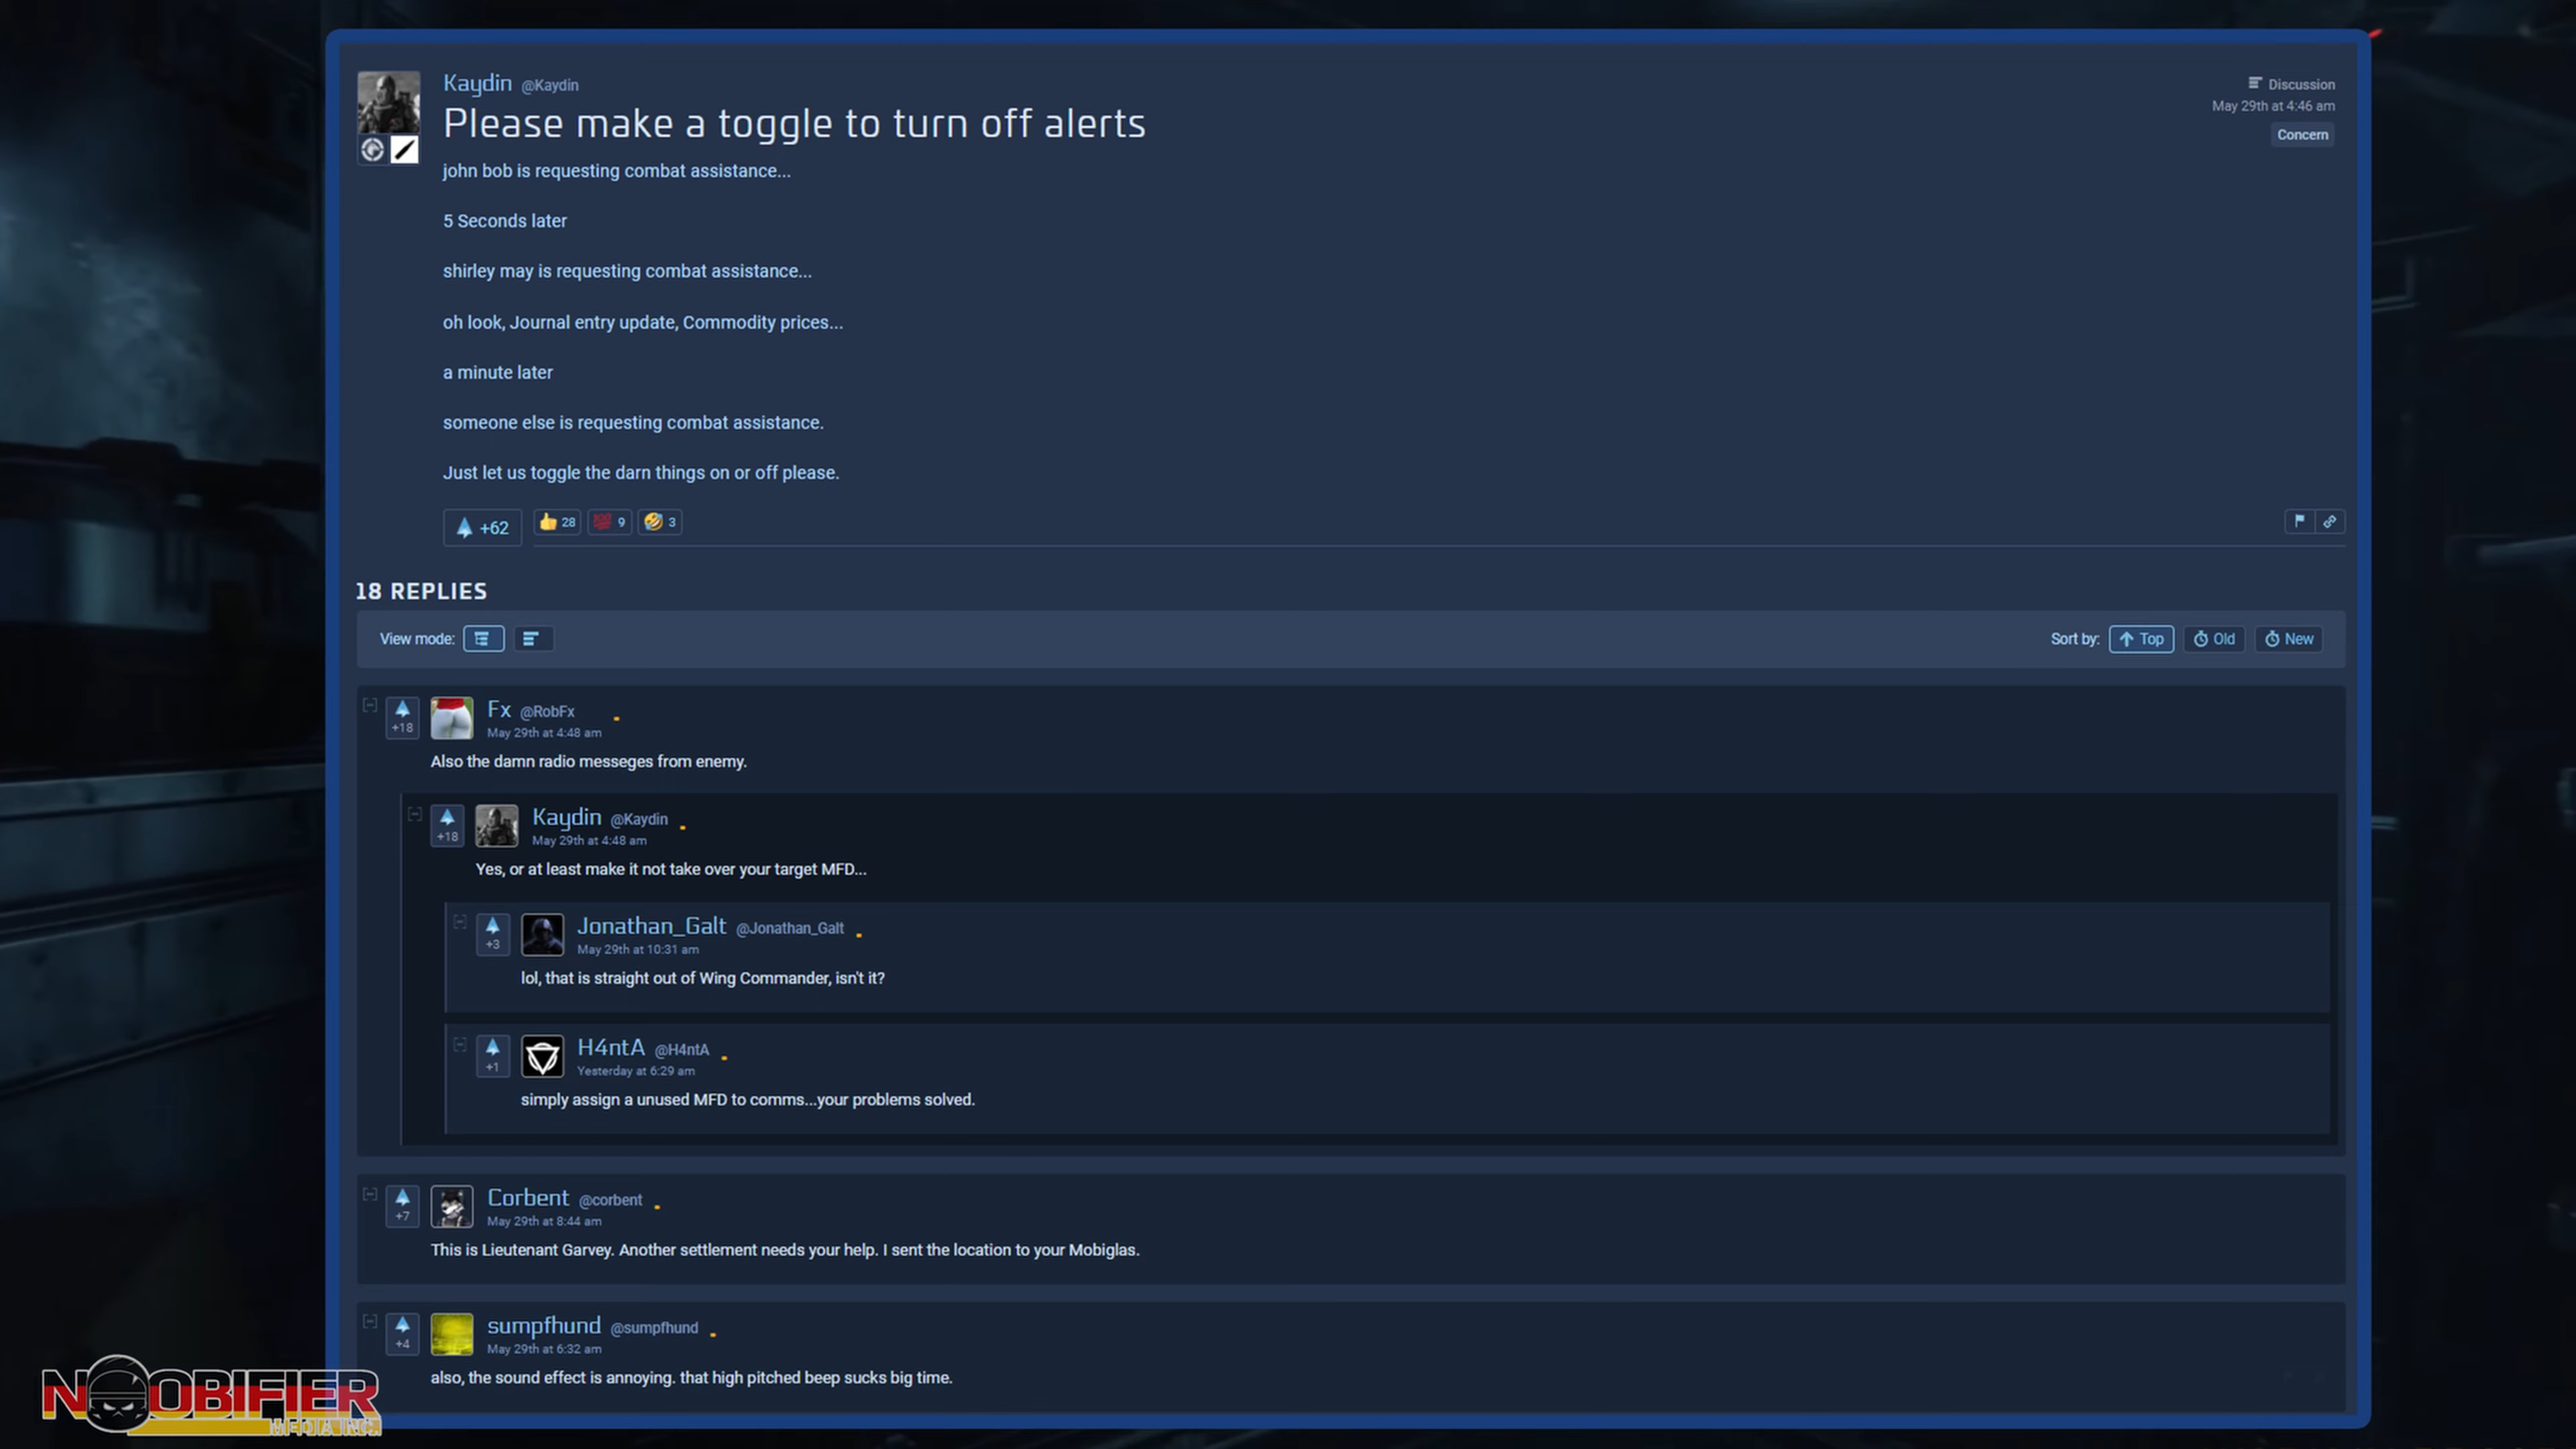 Kaydin @Kaydin
Discussion
Please make a toggle to turn off alerts
May 29th at 4:46 am
Concern
john bob is requesting combat assistance...
5 Seconds later
shirley may is requesting combat assistance...
oh look, Journal entry update, Commodity prices...
a minute later
someone else is requesting combat assistance.
Just let us toggle the darn things on or off please.
+62 28 100 9 3
18 REPLIES
View mode: Sort by: Top Old New
+18 Fx @RobFx
May 29th at 4:48 am
Also the damn radio messeges from enemy.
+18 Kaydin @Kaydin
May 29th at 4:48 am
Yes, or at least make it not take over your target MFD...
+3 Jonathan_Galt @Jonathan_Galt
May 29th at 10:31 am
lol, that is straight out of Wing Commander, isn't it?
+1 H4ntA @H4ntA
Yesterday at 6:29 am
simply assign a unused MFD to comms...your problems solved.
+7 Corbent @corbent
May 29th at 8:44 am
This is Lieutenant Garvey. Another settlement needs your help. I sent the location to your Mobiglas.
+4 sumpfhund @sumpfhund
May 29th at 6:32 am
also, the sound effect is annoying. that high pitched beep sucks big time.
NOOBIFIER
MEDIA INC.